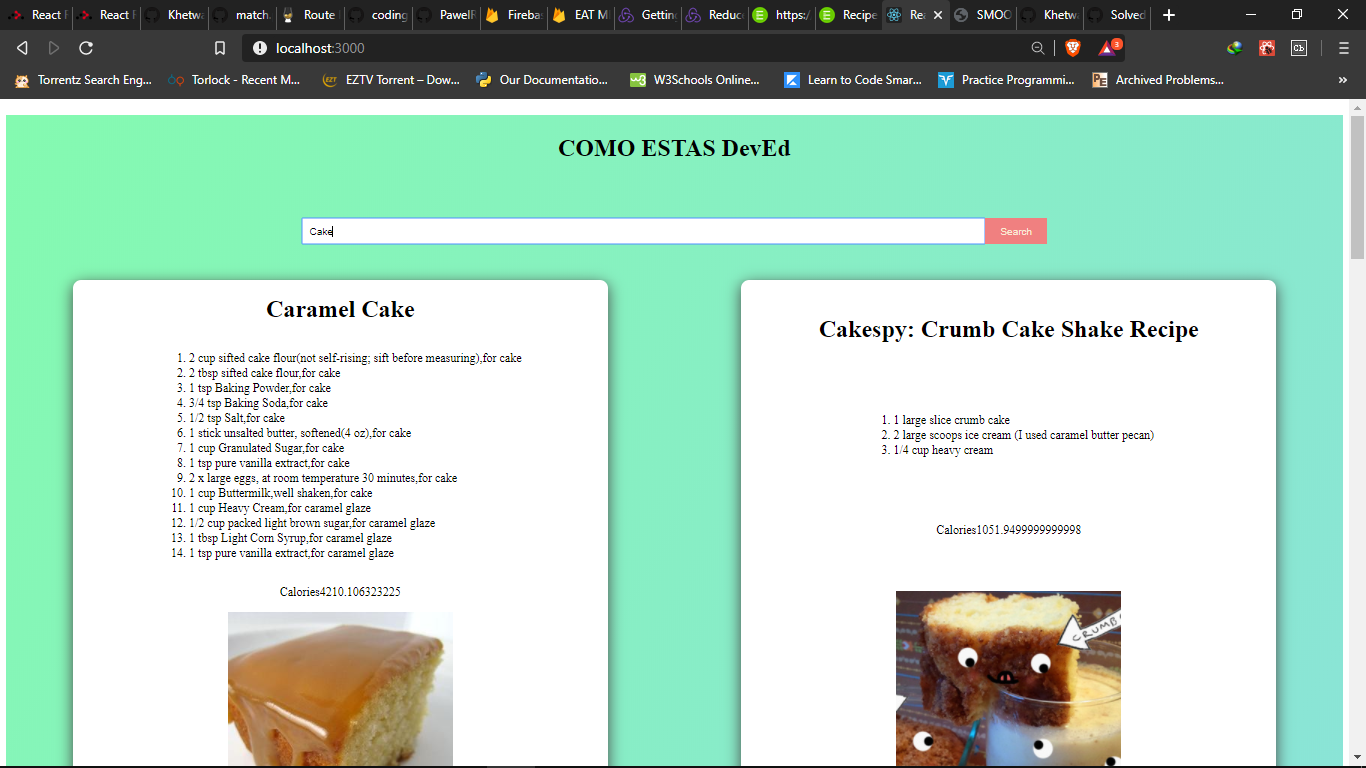 React F
React F
Khetw
match.
Route
coding
PawelF
Fireba
EAT M
Getting
Reduc
https:/
Recipe
Rea
SMOO
Khetw
Solved
localhost:3000
3
Cb
Torrentz Search Eng...
Torlock - Recent M...
EZTV
EZTV Torrent – Dow...
Our Documentatio...
W3Schools Online...
Learn to Code Smar...
Practice Programmi...
PE
Archived Problems...
»
COMO ESTAS DevEd
Cake
Search
Caramel Cake
1. 2 cup sifted cake flour(not self-rising; sift before measuring),for cake
2. 2 tbsp sifted cake flour,for cake
3. 1 tsp Baking Powder,for cake
4. 3/4 tsp Baking Soda,for cake
5. 1/2 tsp Salt,for cake
6. 1 stick unsalted butter, softened(4 oz),for cake
7. 1 cup Granulated Sugar,for cake
8. 1 tsp pure vanilla extract,for cake
9. 2 x large eggs, at room temperature 30 minutes,for cake
10. 1 cup Buttermilk,well shaken,for cake
11. 1 cup Heavy Cream,for caramel glaze
12. 1/2 cup packed light brown sugar,for caramel glaze
13. 1 tbsp Light Corn Syrup,for caramel glaze
14. 1 tsp pure vanilla extract,for caramel glaze
Calories4210.106323225
Cakespy: Crumb Cake Shake Recipe
1. 1 large slice crumb cake
2. 2 large scoops ice cream (I used caramel butter pecan)
3. 1/4 cup heavy cream
Calories1051.9499999999998
CRUMB